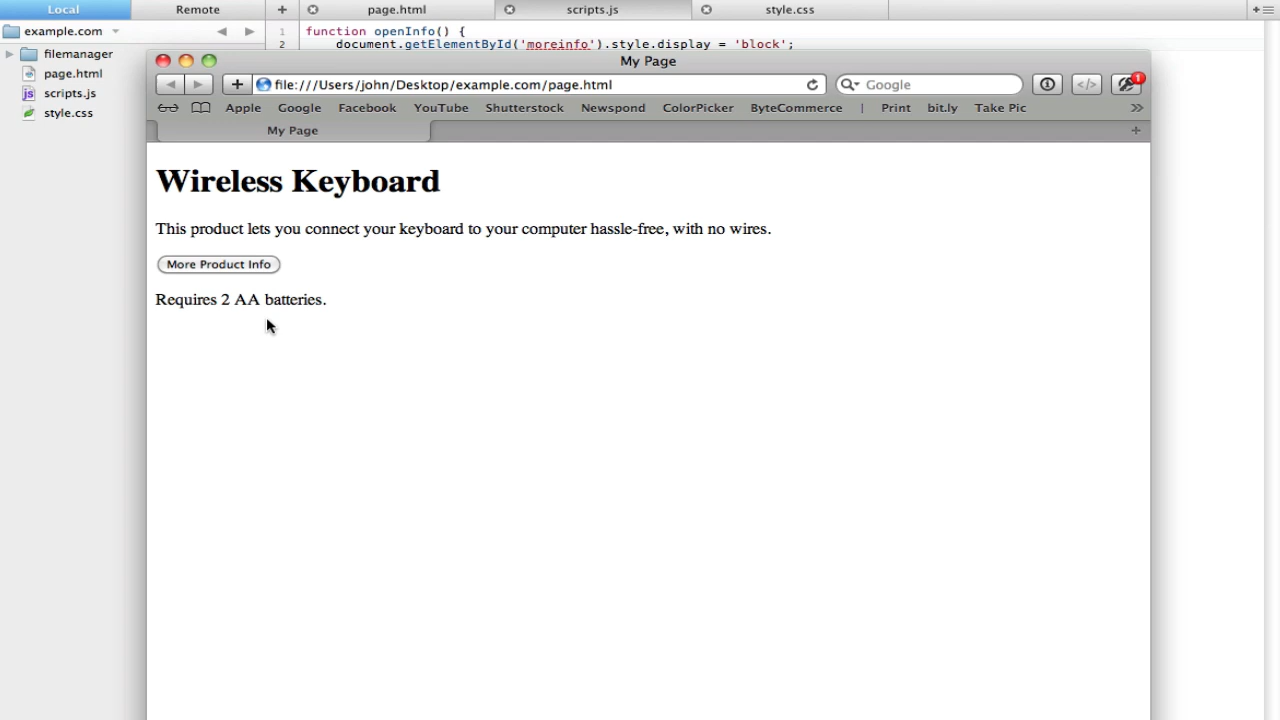 Local Remote + page.html scripts.js style.css
example.com
1 function openInfo() {
2 document.getElementById('moreinfo').style.display = 'block';
filemanager
page.html
scripts.js
style.css
My Page
file:///Users/john/Desktop/example.com/page.html
Google
1
Apple Google Facebook YouTube Shutterstock Newspond ColorPicker ByteCommerce | Print bit.ly Take Pic
My Page
Wireless Keyboard
This product lets you connect your keyboard to your computer hassle-free, with no wires.
More Product Info
Requires 2 AA batteries.